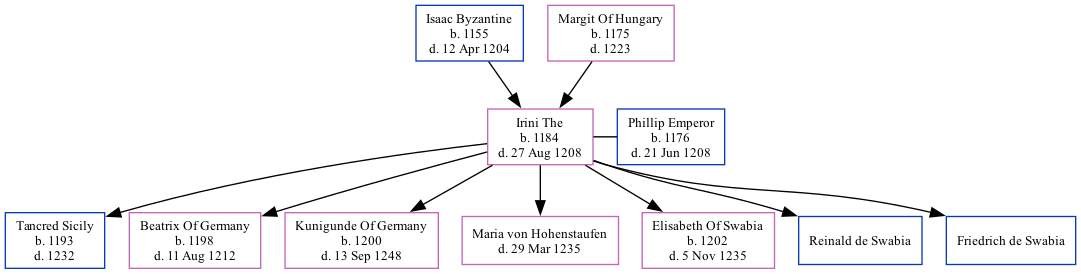 Isaac Byzantine
b. 1155
d. 12 Apr 1204
Margit Of Hungary
b. 1175
d. 1223
Irini The
b. 1184
d. 27 Aug 1208
Phillip Emperor
b. 1176
d. 21 Jun 1208
Tancred Sicily
b. 1193
d. 1232
Beatrix Of Germany
b. 1198
d. 11 Aug 1212
Kunigunde Of Germany
b. 1200
d. 13 Sep 1248
Maria von Hohenstaufen
d. 29 Mar 1235
Elisabeth Of Swabia
b. 1202
d. 5 Nov 1235
Reinald de Swabia
Friedrich de Swabia